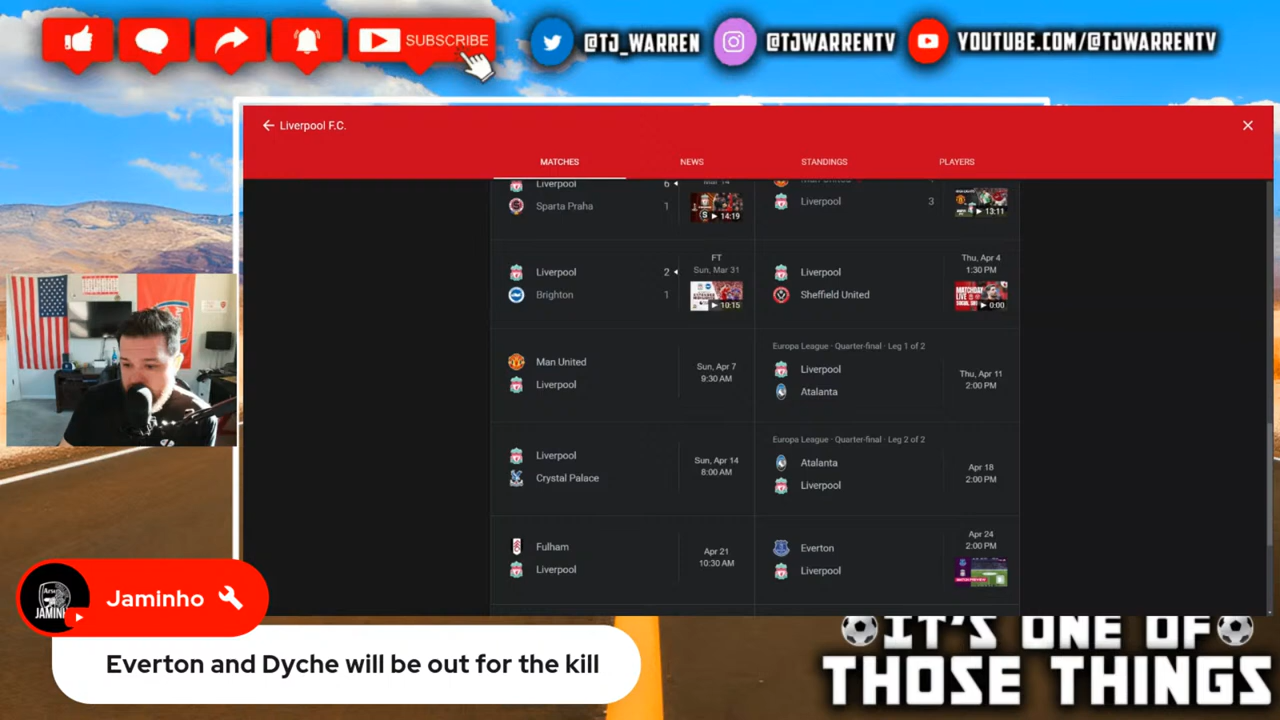 SUBSCRIBE
@TJ_WARREN
@TJWARRENTV
YOUTUBE.COM/@TJWARRENTV
Liverpool F.C.
MATCHES
NEWS
STANDINGS
PLAYERS
Liverpool 6
Sparta Praha 1
14:19
Liverpool 3
13:11
Liverpool 2
Brighton 1
FT
Sun, Mar 31
10:15
Liverpool
Sheffield United
Thu, Apr 4
1:30 PM
MATCHDAY
LIVE
0:00
Man United
Liverpool
Sun, Apr 7
9:30 AM
Europa League · Quarter-final · Leg 1 of 2
Liverpool
Atalanta
Thu, Apr 11
2:00 PM
Liverpool
Crystal Palace
Sun, Apr 14
8:00 AM
Europa League · Quarter-final · Leg 2 of 2
Atalanta
Liverpool
Apr 18
2:00 PM
Fulham
Liverpool
Apr 21
10:30 AM
Everton
Liverpool
Apr 24
2:00 PM
Jaminho
Everton and Dyche will be out for the kill
IT'S ONE OF
THOSE THINGS